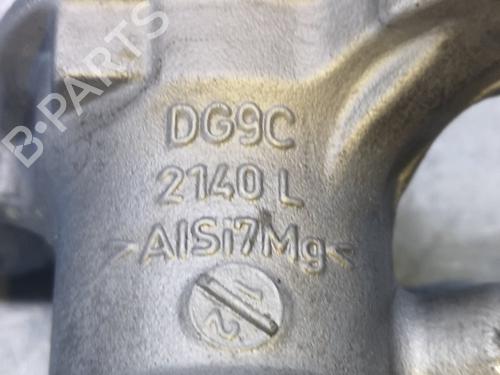 B-PARTS
DG9C
2140 L
>AlSi7Mg<